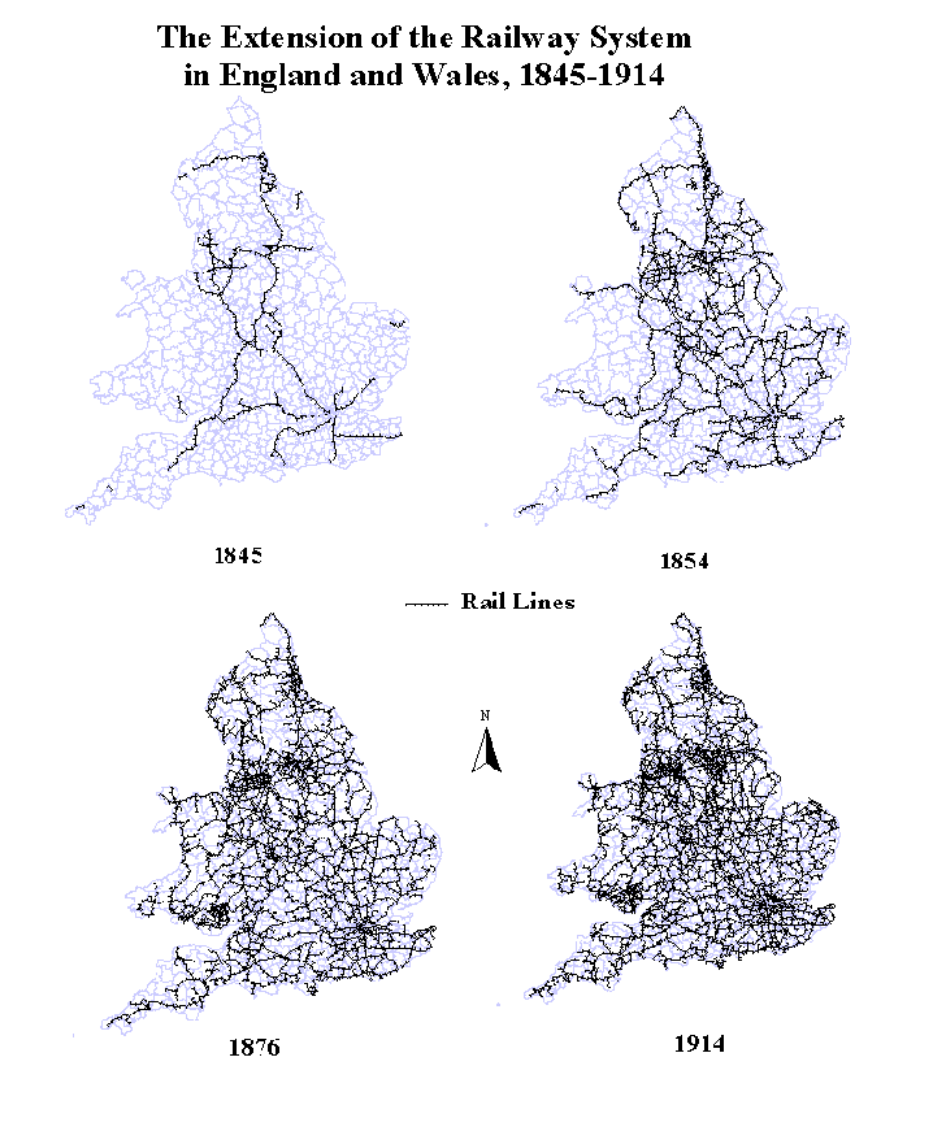 The Extension of the Railway System
in England and Wales, 1845-1914
1845
1854
Rail Lines
N
1876
1914